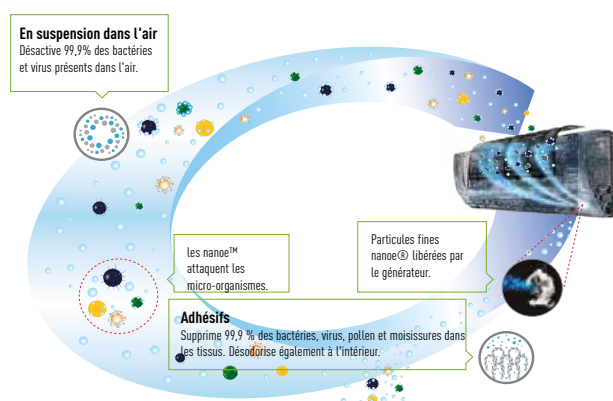 En suspension dans l'air
Désactive 99,9% des bactéries
et virus présents dans l'air.
les nanoe™
attaquent les
micro-organismes.
Particules fines
nanoe® libérées par
le générateur.
Adhésifs
Supprime 99,9 % des bactéries, virus, pollen et moisissures dans
les tissus. Désodorise également à l'intérieur.